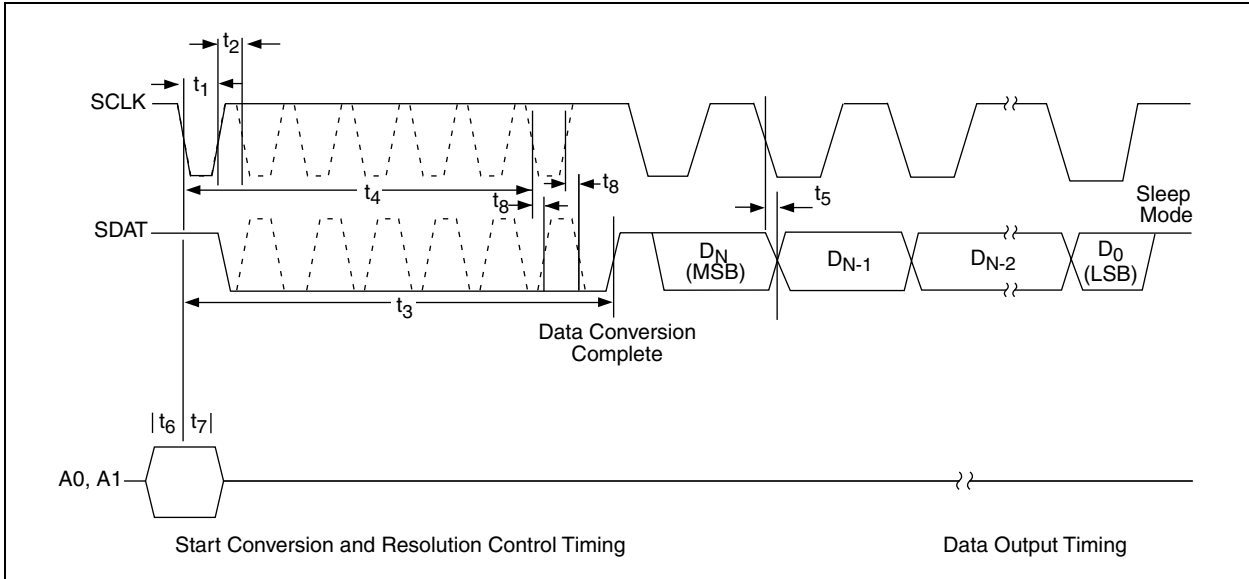 t2
t1
SCLK
t4
t8
t8
t5
Sleep
Mode
SDAT
DN
(MSB)
DN-1
DN-2
D0
(LSB)
t3
Data Conversion
Complete
t6
t7
A0, A1
Start Conversion and Resolution Control Timing
Data Output Timing